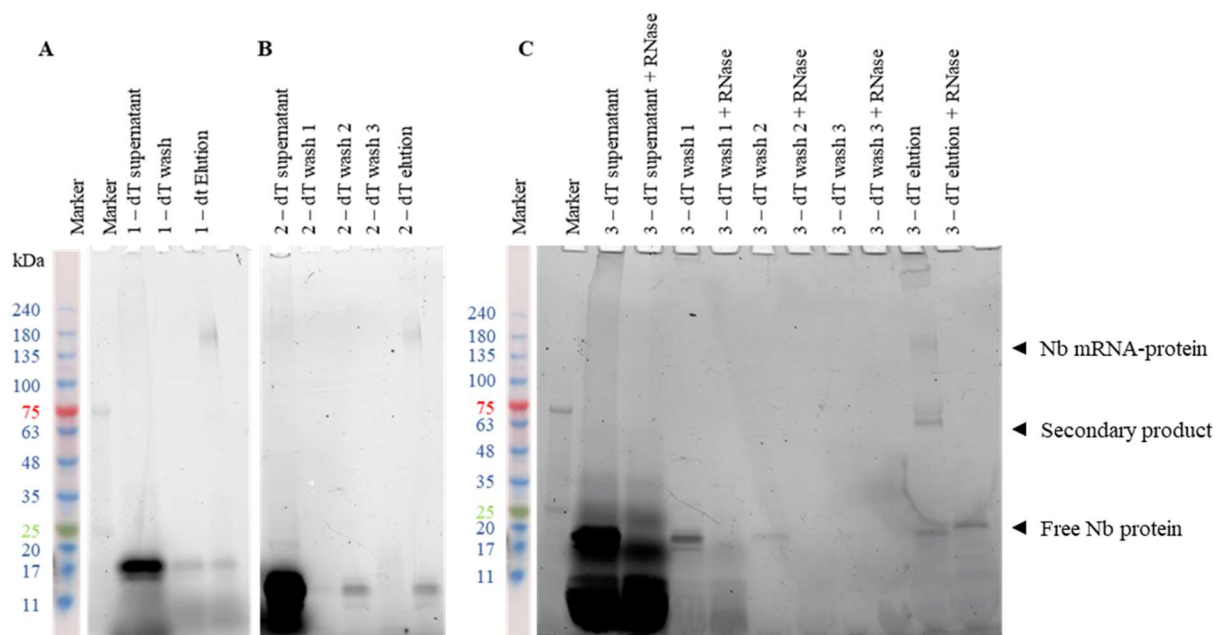 A
Marker
Marker
1 – dT supernatant
1 – dT wash
1 – dt Elution
B
2 – dT supernatant
2 – dT wash 1
2 – dT wash 2
2 – dT wash 3
2 – dT elution
C
Marker
Marker
3 – dT supernatant
3 – dT supernatant + RNase
3 – dT wash 1
3 – dT wash 1 + RNase
3 – dT wash 2
3 – dT wash 2 + RNase
3 – dT wash 3
3 – dT wash 3 + RNase
3 – dT elution
3 – dT elution + RNase
kDa
240
180
135
100
75
63
48
35
25
20
17
11
240
180
135
100
75
63
48
35
25
20
17
11
Nb mRNA-protein
Secondary product
Free Nb protein